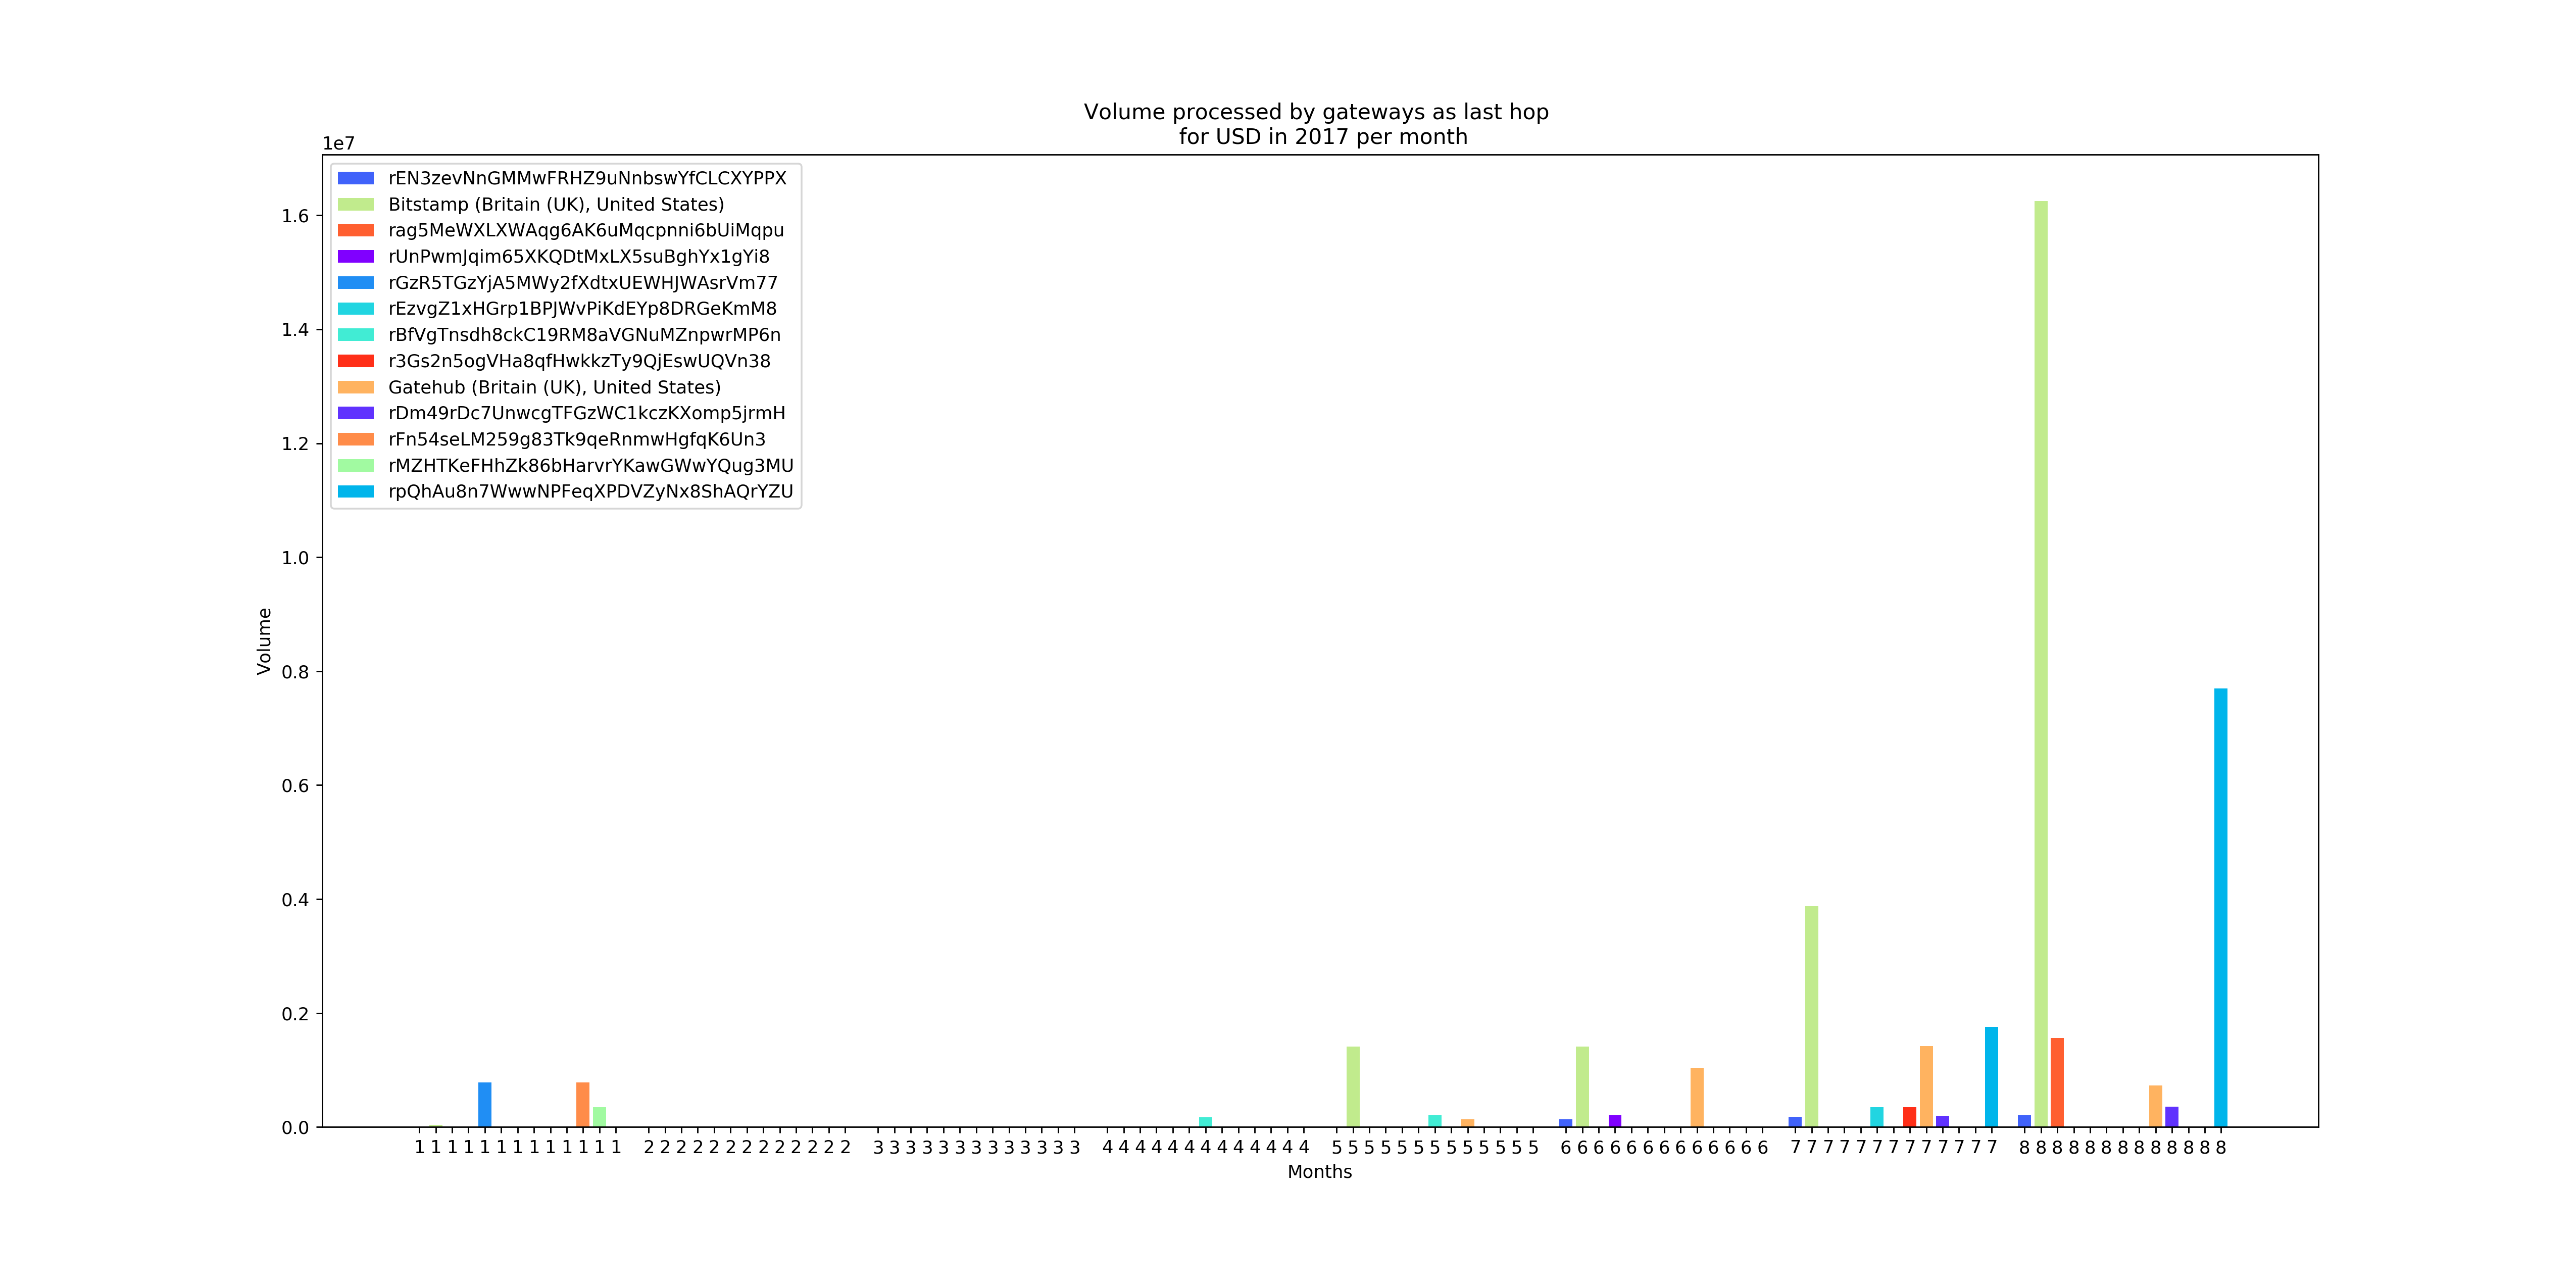 Volume processed by gateways as last hop
for USD in 2017 per month
1e7
rEN3zevNnGMMwFRHZ9uNnbswYfCLCXYPPX
Bitstamp (Britain (UK), United States)
rag5MeWXLXWAqg6AK6uMqcpnni6bUiMqpu
rUnPwmJqim65XKQDtMxLX5suBghYx1gYi8
rGzR5TGzYjA5MWy2fXdtxUEWHJWAsrVm77
rEzvgZ1xHGrp1BPJWvPiKdEYp8DRGeKmM8
rBfVgTnsdh8ckC19RM8aVGNuMZnpwrMP6n
r3Gs2n5ogVHa8qfHwkkzTy9QjEswUQVn38
Gatehub (Britain (UK), United States)
rDm49rDc7UnwcgTFGzWC1kczKXomp5jrmH
rFn54seLM259g83Tk9qeRnmwHgfqK6Un3
rMZHTKeFHhZk86bHarvrYKawGWwYQug3MU
rpQhAu8n7WwwNPFeqXPDVZyNx8ShAQrYZU
1.6
1.4
1.2
1.0
0.8
0.6
0.4
0.2
0.0
Volume
1 1 1 1 1 1 1 1 1 1 1 1 1 2 2 2 2 2 2 2 2 2 2 2 2 2 3 3 3 3 3 3 3 3 3 3 3 3 3 4 4 4 4 4 4 4 4 4 4 4 4 4 5 5 5 5 5 5 5 5 5 5 5 5 5 6 6 6 6 6 6 6 6 6 6 6 6 6 7 7 7 7 7 7 7 7 7 7 7 7 7 8 8 8 8 8 8 8 8 8 8 8 8 8
Months